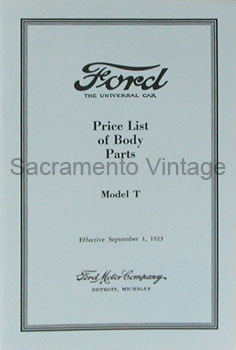 Ford
THE UNIVERSAL CAR
Price List
of Body
Parts
Sacramento Vintage
Model T
Effective September 1, 1923
Ford Motor Company
DETROIT, MICHIGAN